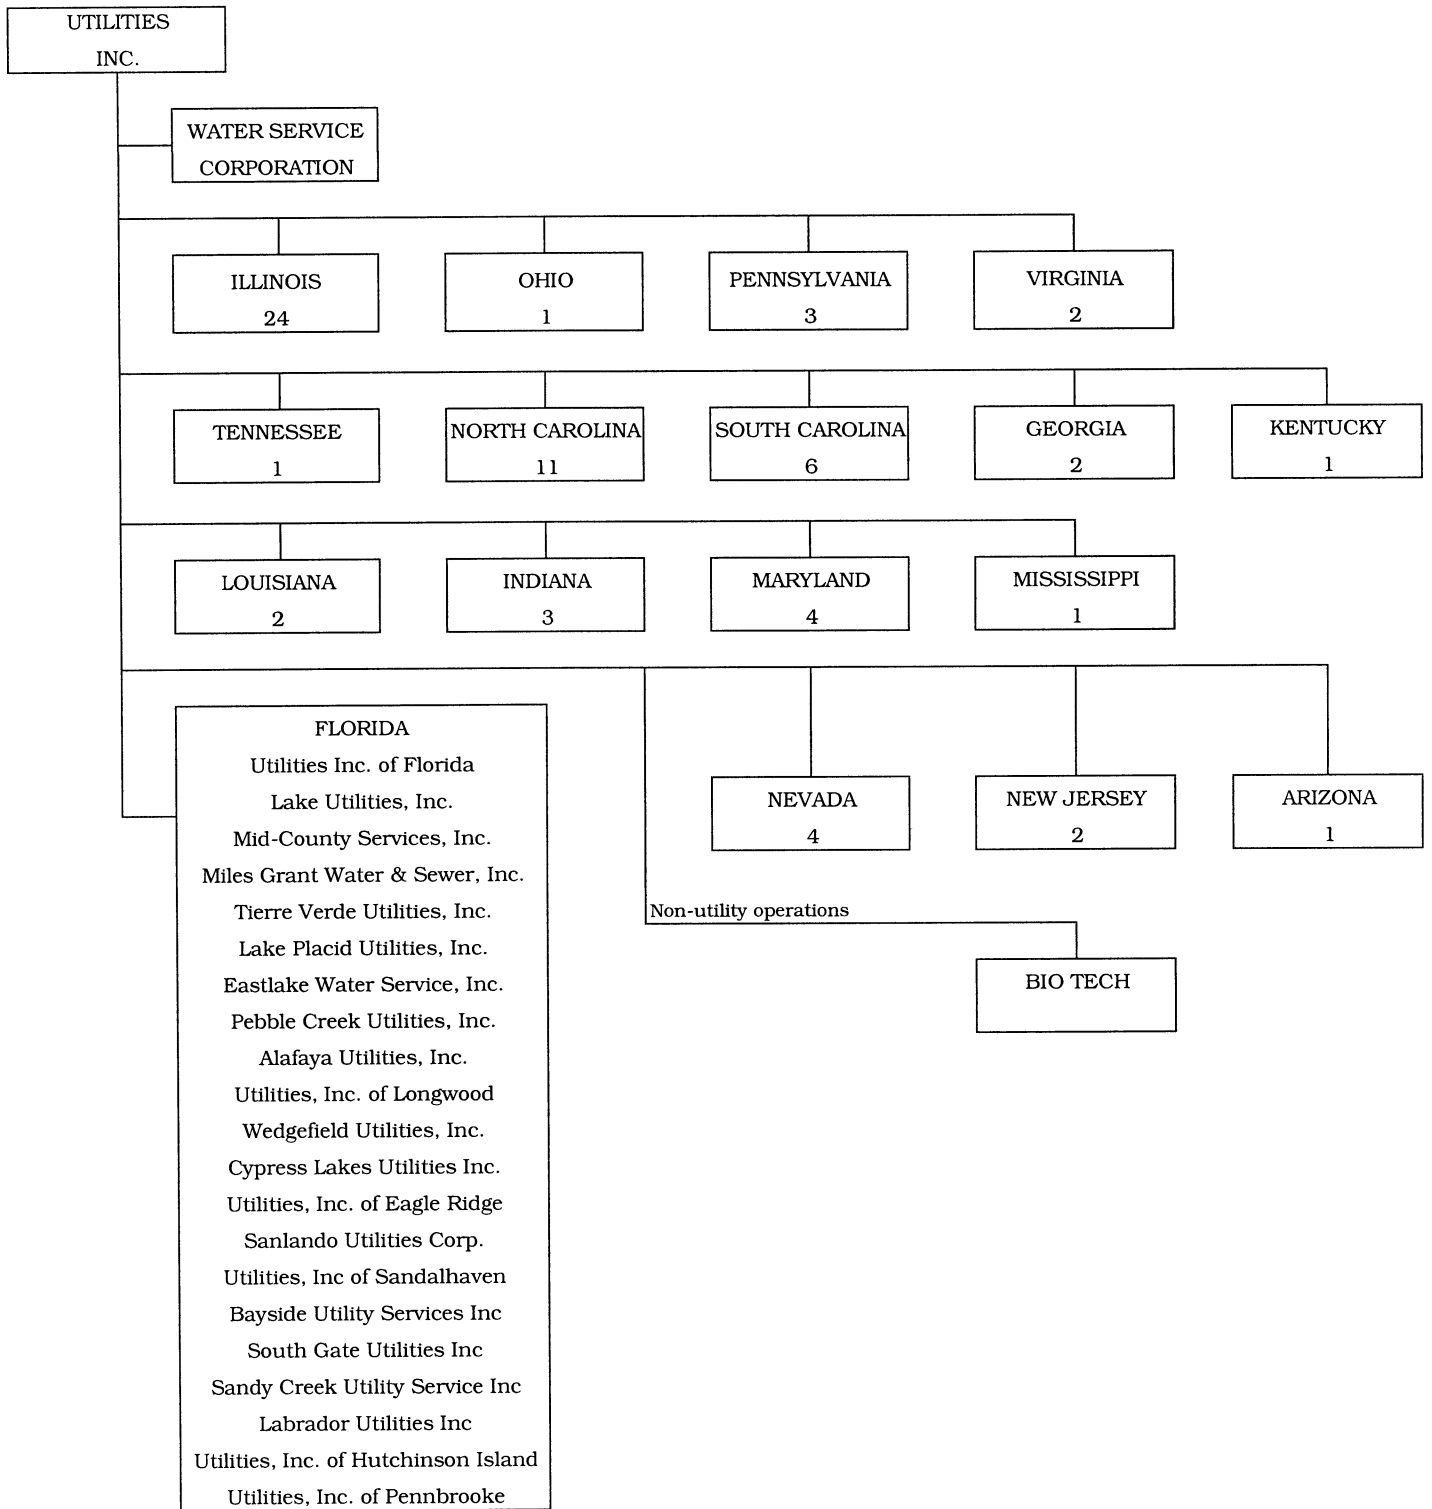 UTILITIES
INC.
WATER SERVICE
CORPORATION
ILLINOIS
24
OHIO
1
PENNSYLVANIA
3
VIRGINIA
2
TENNESSEE
1
NORTH CAROLINA
11
SOUTH CAROLINA
6
GEORGIA
2
KENTUCKY
1
LOUISIANA
2
INDIANA
3
MARYLAND
4
MISSISSIPPI
1
FLORIDA
Utilities Inc. of Florida
Lake Utilities, Inc.
Mid-County Services, Inc.
Miles Grant Water & Sewer, Inc.
Tierre Verde Utilities, Inc.
Lake Placid Utilities, Inc.
Eastlake Water Service, Inc.
Pebble Creek Utilities, Inc.
Alafaya Utilities, Inc.
Utilities, Inc. of Longwood
Wedgefield Utilities, Inc.
Cypress Lakes Utilities Inc.
Utilities, Inc. of Eagle Ridge
Sanlando Utilities Corp.
Utilities, Inc of Sandalhaven
Bayside Utility Services Inc
South Gate Utilities Inc
Sandy Creek Utility Service Inc
Labrador Utilities Inc
Utilities, Inc. of Hutchinson Island
Utilities, Inc. of Pennbrooke
NEVADA
4
NEW JERSEY
2
ARIZONA
1
Non-utility operations
BIO TECH